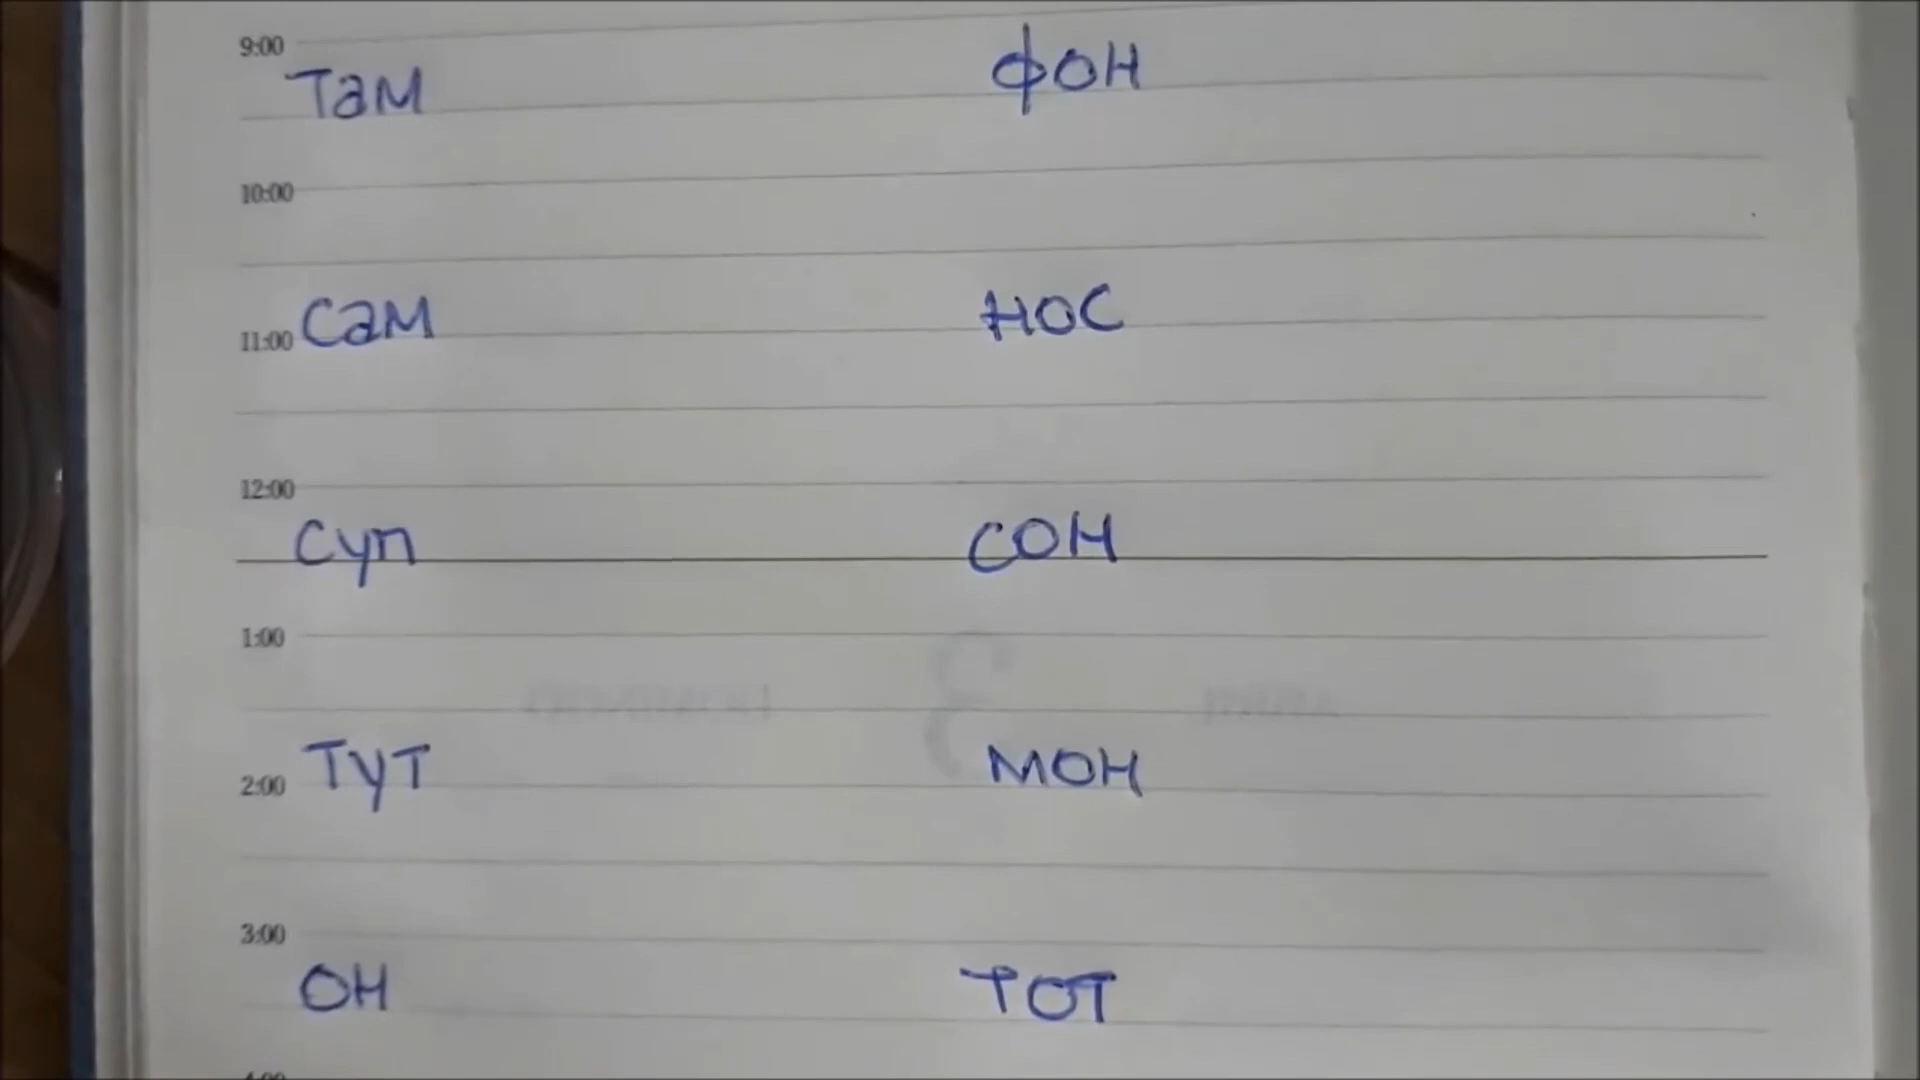 9:00
Там фон
10:00
11:00 Сам нос
12:00
Суп сон
1:00
2:00 Тут мон
3:00
он тот